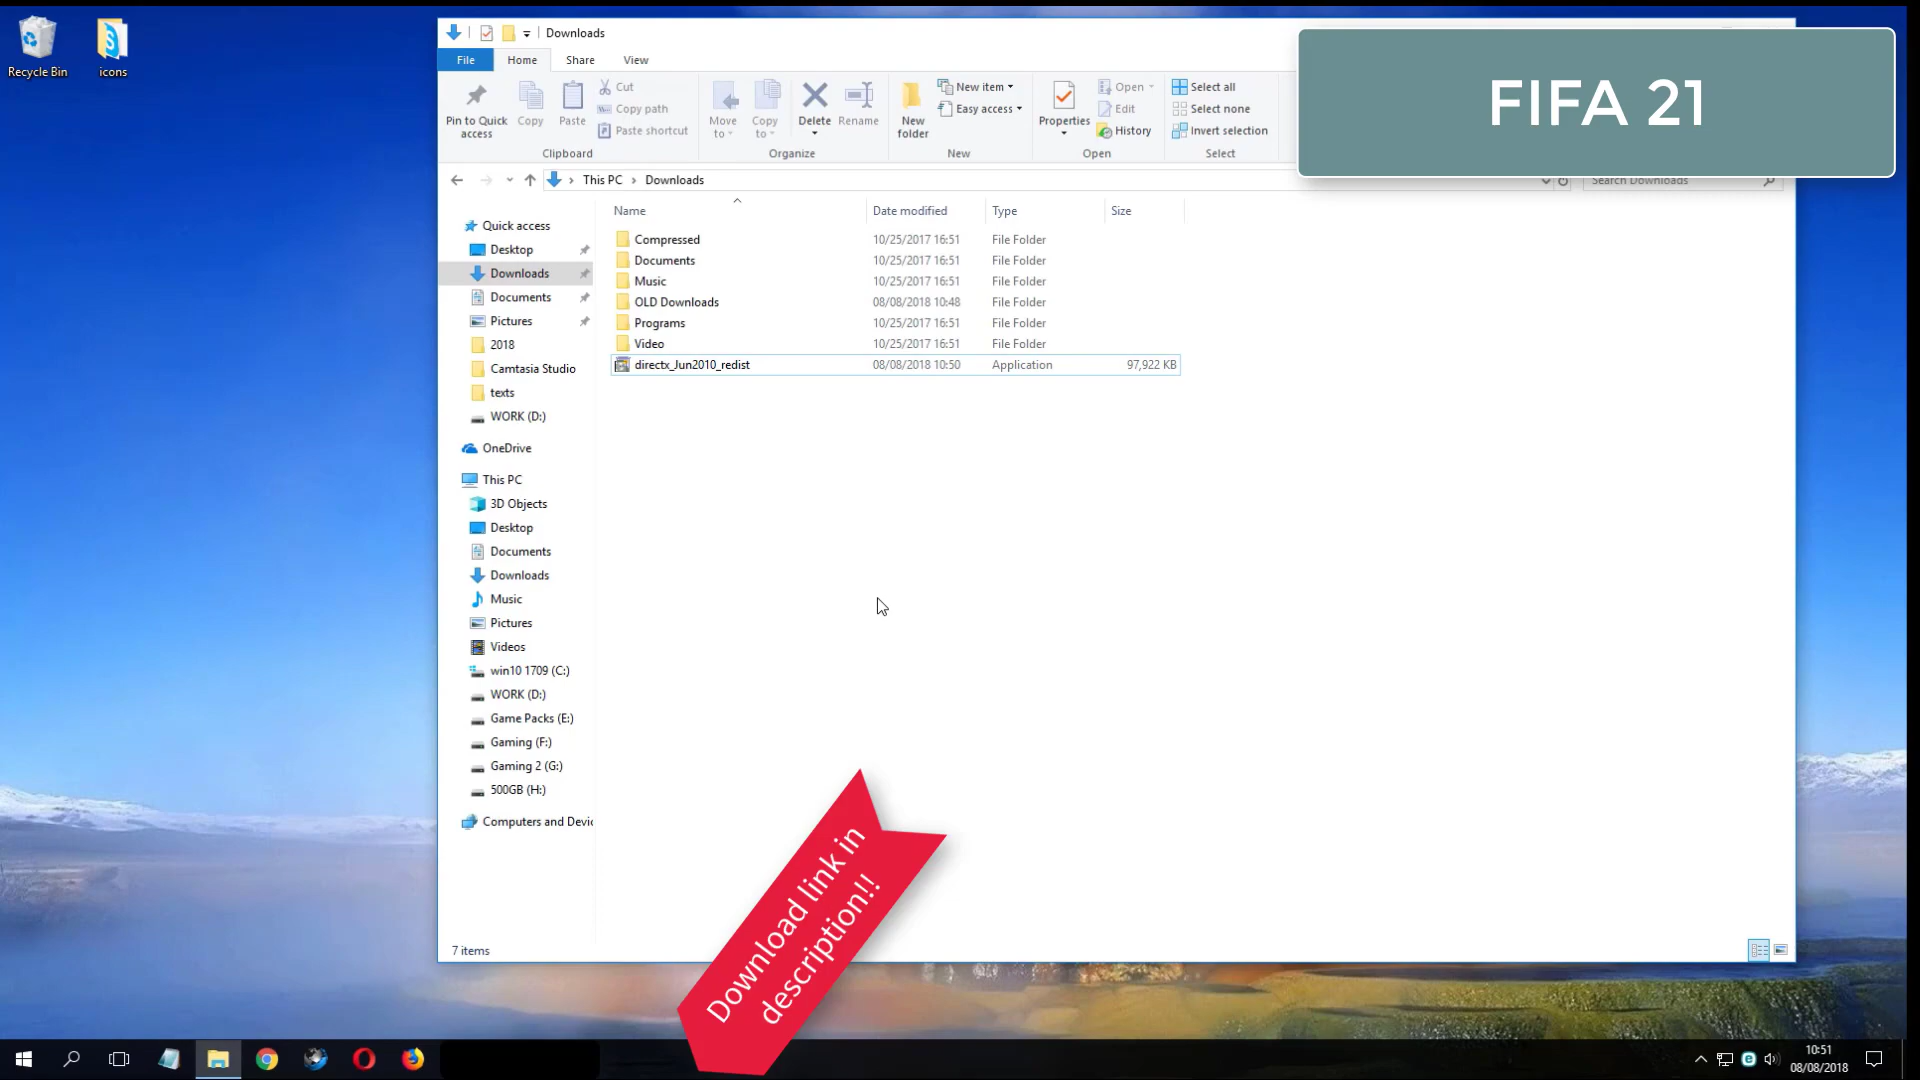 Recycle Bin
icons
Downloads
File Home Share View
Pin to Quick access
Copy
Paste
Cut
Copy path
Paste shortcut
Clipboard
Move to
Copy to
Delete
Rename
Organize
New folder
New item
Easy access
New
Properties
Open
Edit
History
Open
Select all
Select none
Invert selection
Select
FIFA 21
This PC Downloads
Search Downloads
Name Date modified Type Size
Compressed 10/25/2017 16:51 File Folder
Documents 10/25/2017 16:51 File Folder
Music 10/25/2017 16:51 File Folder
OLD Downloads 08/08/2018 10:48 File Folder
Programs 10/25/2017 16:51 File Folder
Video 10/25/2017 16:51 File Folder
directx_Jun2010_redist 08/08/2018 10:50 Application 97,922 KB
Quick access
Desktop
Downloads
Documents
Pictures
2018
Camtasia Studio
texts
WORK (D:)
OneDrive
This PC
3D Objects
Desktop
Documents
Downloads
Music
Pictures
Videos
win10 1709 (C:)
WORK (D:)
Game Packs (E:)
Gaming (F:)
Gaming 2 (G:)
500GB (H:)
Computers and Devic
7 items
Download link in
description!!
10:51
08/08/2018